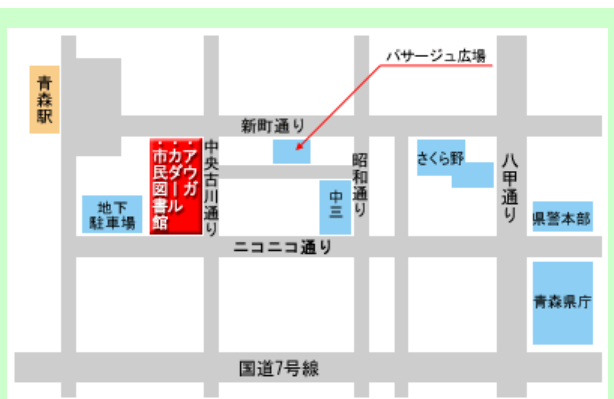 パサージュ広場
青森駅
新町通り
・アウガ
・カダール
・市民図書館
中央古川通り
昭和通り
さくら野
八甲通り
地下
駐車場
中三
県警本部
ニコニコ通り
青森県庁
国道7号線